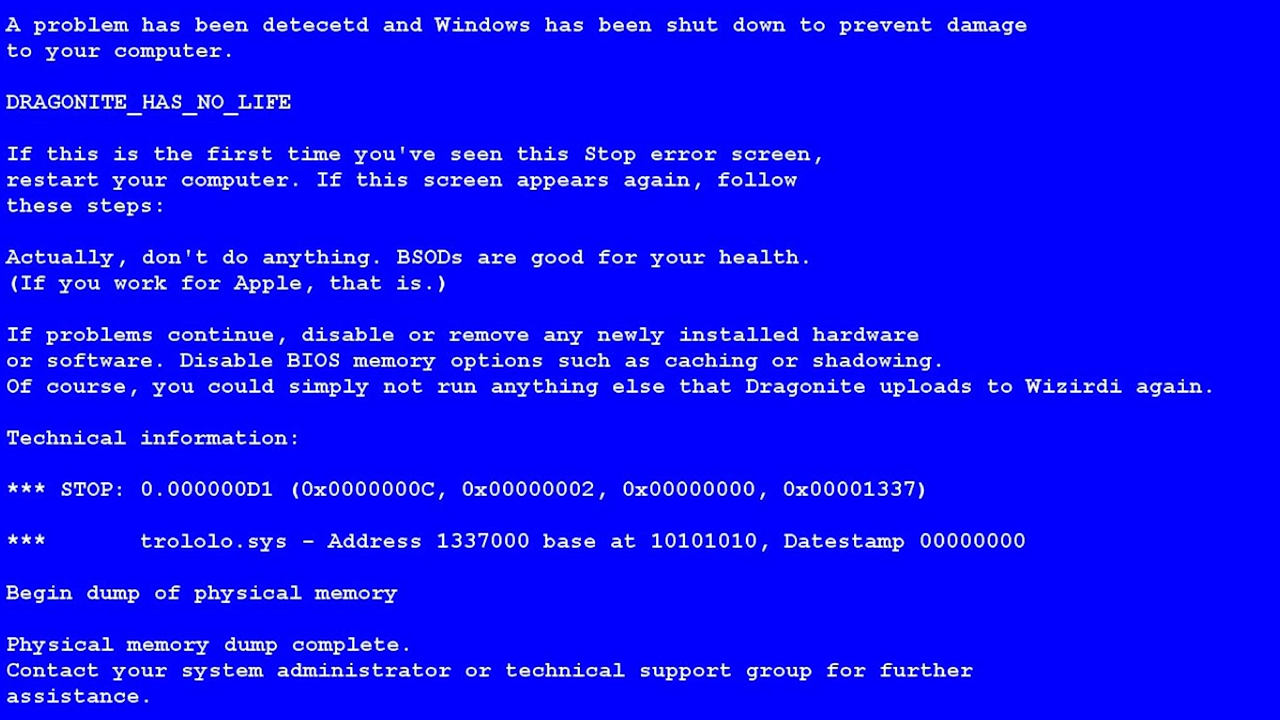 A problem has been detecetd and Windows has been shut down to prevent damage
to your computer.
DRAGONITE_HAS_NO_LIFE
If this is the first time you've seen this Stop error screen,
restart your computer. If this screen appears again, follow
these steps:
Actually, don't do anything. BSODs are good for your health.
(If you work for Apple, that is.)
If problems continue, disable or remove any newly installed hardware
or software. Disable BIOS memory options such as caching or shadowing.
Of course, you could simply not run anything else that Dragonite uploads to Wizirdi again.
Technical information:
*** STOP: 0.000000D1 (0x0000000C, 0x00000002, 0x00000000, 0x00001337)
***       trololo.sys – Address 1337000 base at 10101010, Datestamp 00000000
Begin dump of physical memory
Physical memory dump complete.
Contact your system administrator or technical support group for further
assistance.